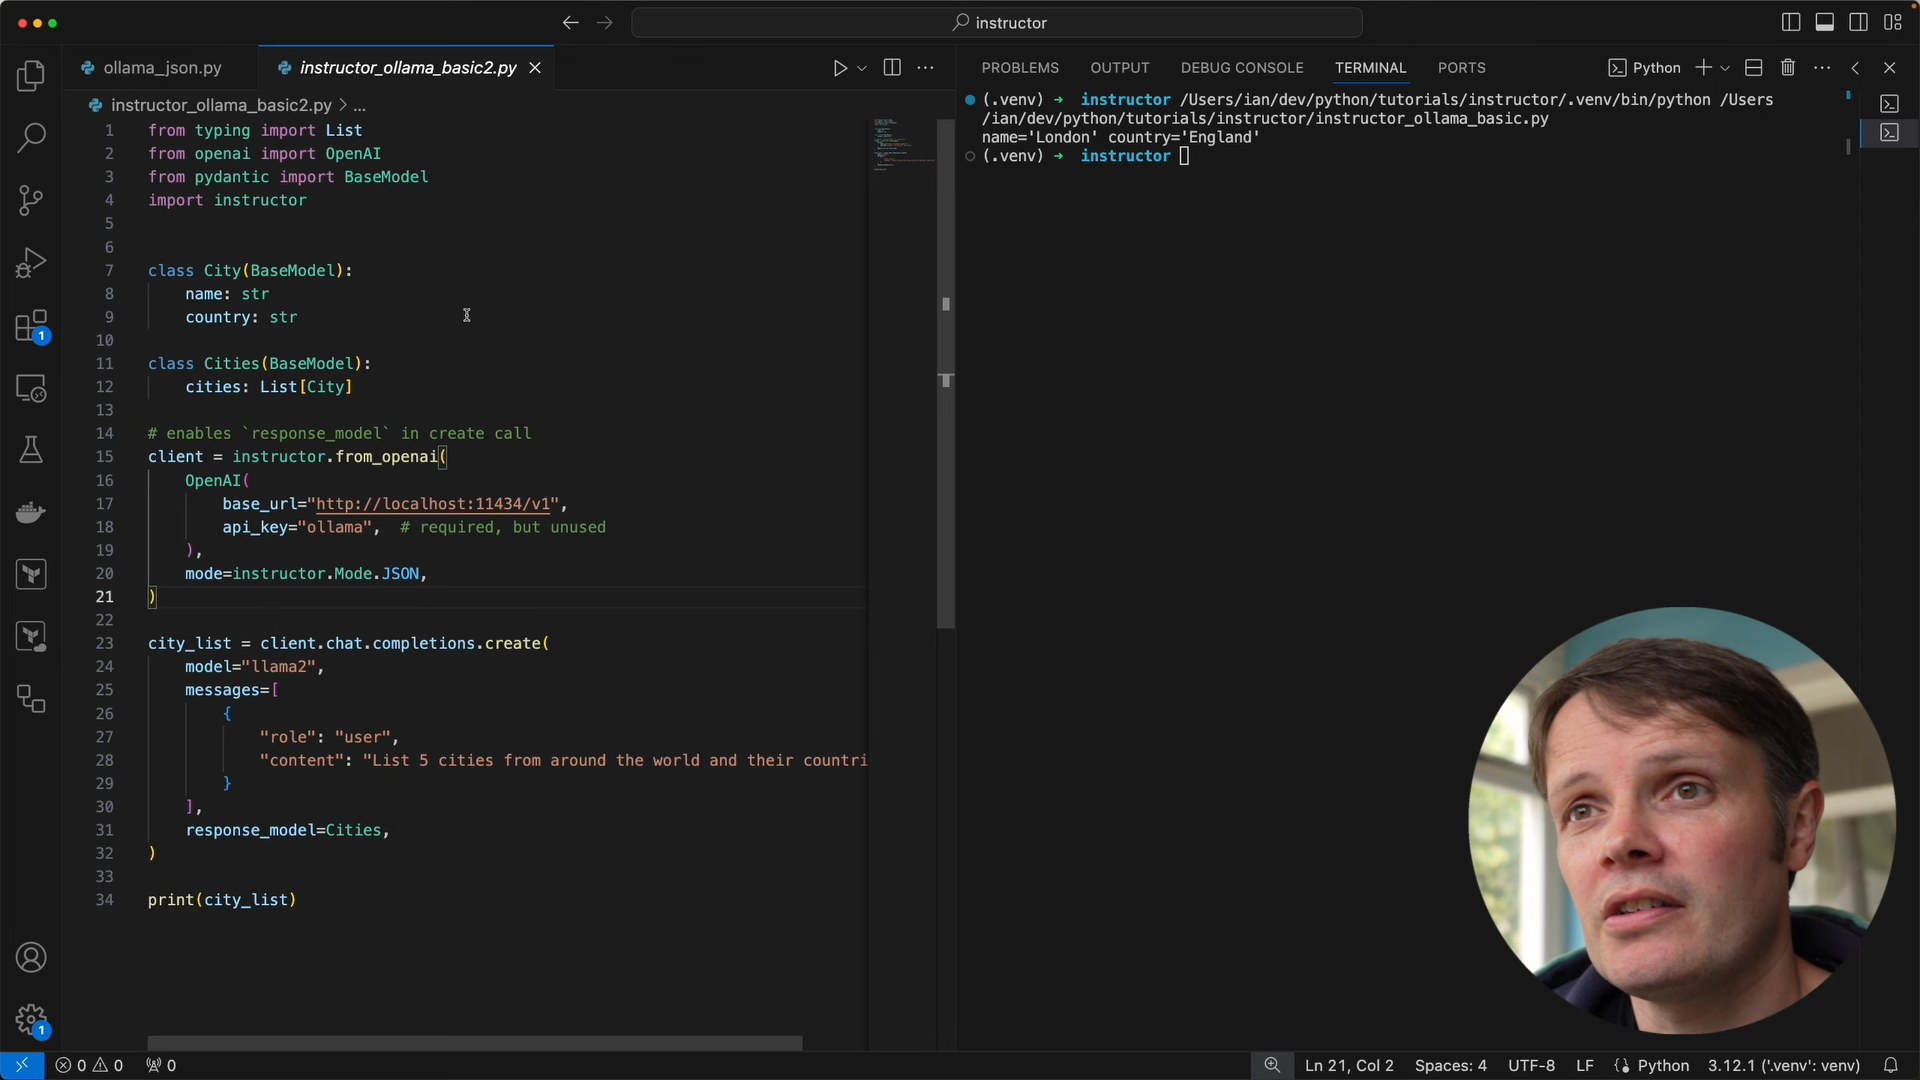 instructor
ollama_json.py
instructor_ollama_basic2.py
instructor_ollama_basic2.py > ...
1 from typing import List
2 from openai import OpenAI
3 from pydantic import BaseModel
4 import instructor
5
6
7 class City(BaseModel):
8 name: str
9 country: str
10
11 class Cities(BaseModel):
12 cities: List[City]
13
14 # enables `response_model` in create call
15 client = instructor.from_openai(
16 OpenAI(
17 base_url="http://localhost:11434/v1",
18 api_key="ollama",  # required, but unused
19 ),
20 mode=instructor.Mode.JSON,
21 )
22
23 city_list = client.chat.completions.create(
24 model="llama2",
25 messages=[
26 {
27 "role": "user",
28 "content": "List 5 cities from around the world and their countri
29 }
30 ],
31 response_model=Cities,
32 )
33
34 print(city_list)
PROBLEMS OUTPUT DEBUG CONSOLE TERMINAL PORTS
Python
(.venv) → instructor /Users/ian/dev/python/tutorials/instructor/.venv/bin/python /Users
/ian/dev/python/tutorials/instructor/instructor_ollama_basic.py
name='London' country='England'
(.venv) → instructor
1
1
0 0 0
Ln 21, Col 2 Spaces: 4 UTF-8 LF Python 3.12.1 ('.venv': venv)